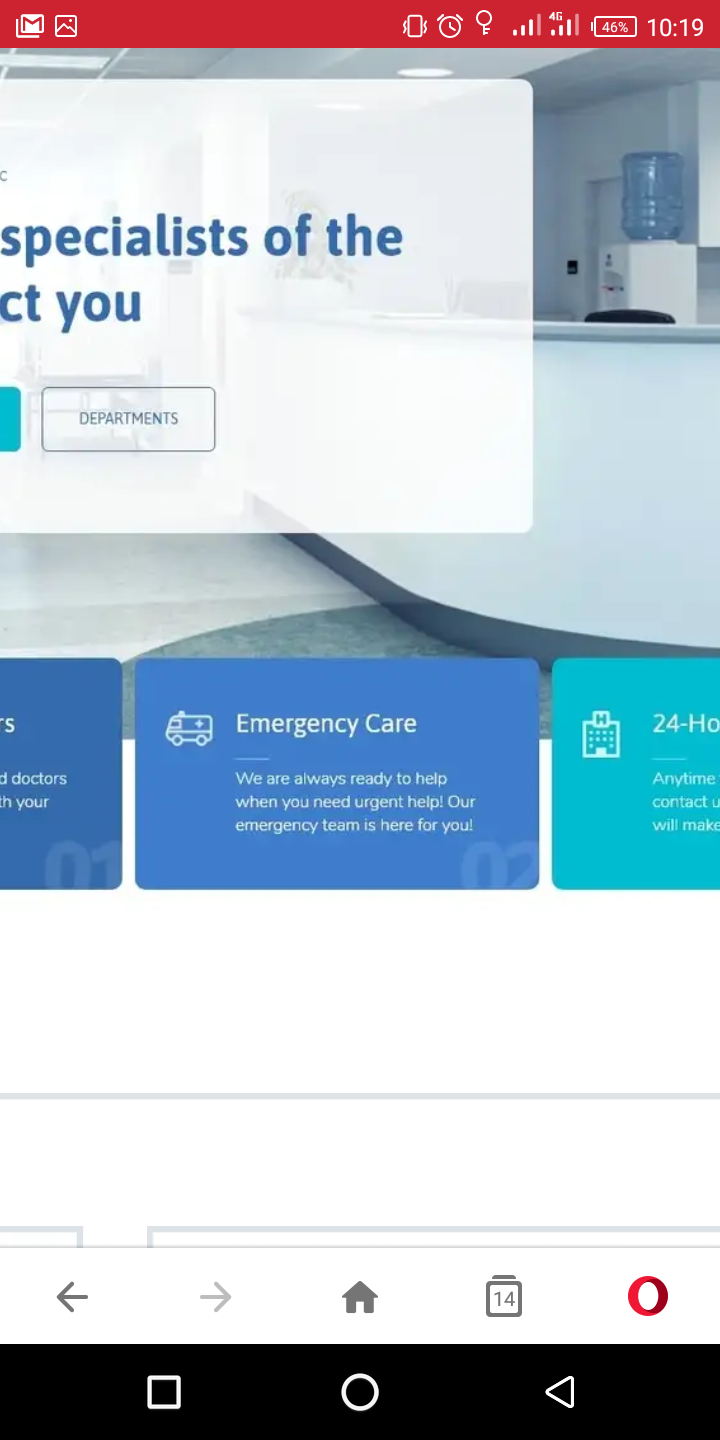 4G 46% 10:19
c
specialists of the
ct you
DEPARTMENTS
rs
d doctors
th your
01
Emergency Care
We are always ready to help
when you need urgent help! Our
emergency team is here for you!
02
24-Ho
Anytime
contact u
will make
14